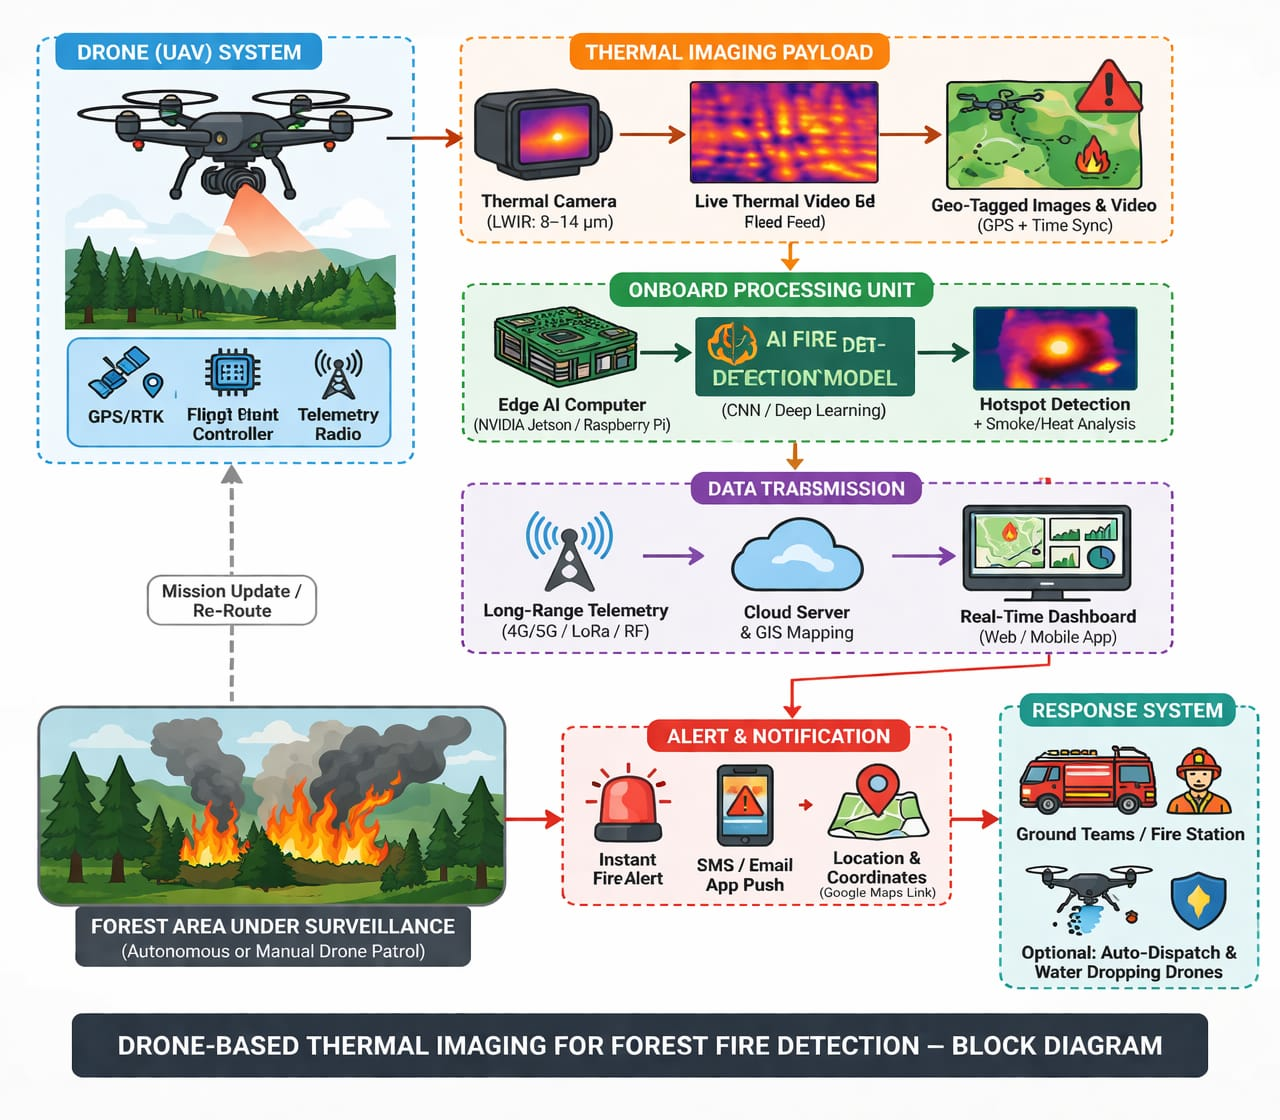 DRONE (UAV) SYSTEM
GPS/RTK
Controller
Telemetry
Radio
THERMAL IMAGING PAYLOAD
Thermal Camera
(LWIR: 8–14 µm)
Live Thermal Video
Feed)
Geo-Tagged Images & Video
(GPS + Time Sync)
ONBOARD PROCESSING UNIT
Edge AI Computer
(NVIDIA Jetson / Raspberry Pi)
AI FIRE DET-
DETECTION MODEL
(CNN / Deep Learning)
Hotspot Detection
+ Smoke/Heat Analysis
DATA TRABSMISSION
Long-Range Telemetry
(4G/5G / LoRa / RF)
Cloud Server
& GIS Mapping
Real-Time Dashboard
(Web / Mobile App)
Mission Update /
Re-Route
FOREST AREA UNDER SURVEILLANCE
(Autonomous or Manual Drone Patrol)
ALERT & NOTIFICATION
Instant
Fire Alert
SMS / Email
App Push
Location &
Coordinates
(Google Maps Link)
RESPONSE SYSTEM
Ground Teams / Fire Station
Optional: Auto-Dispatch &
Water Dropping Drones
DRONE-BASED THERMAL IMAGING FOR FOREST FIRE DETECTION — BLOCK DIAGRAM